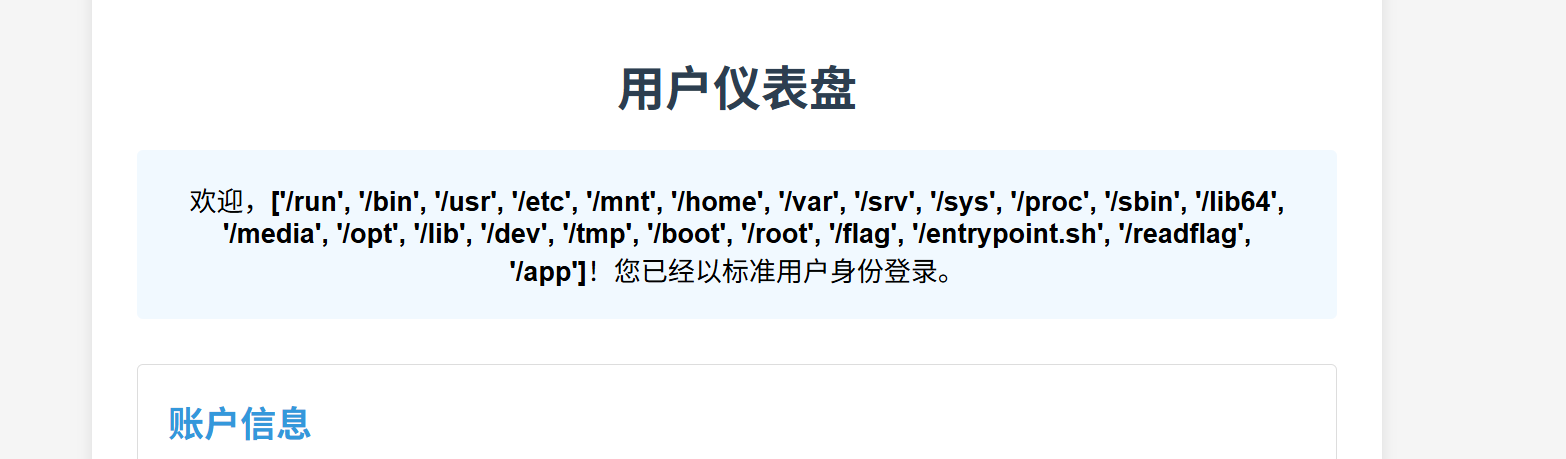 用户仪表盘
欢迎，['/run', '/bin', '/usr', '/etc', '/mnt', '/home', '/var', '/srv', '/sys', '/proc', '/sbin', '/lib64',
'/media', '/opt', '/lib', '/dev', '/tmp', '/boot', '/root', '/flag', '/entrypoint.sh', '/readflag',
'/app']！您已经以标准用户身份登录。
账户信息